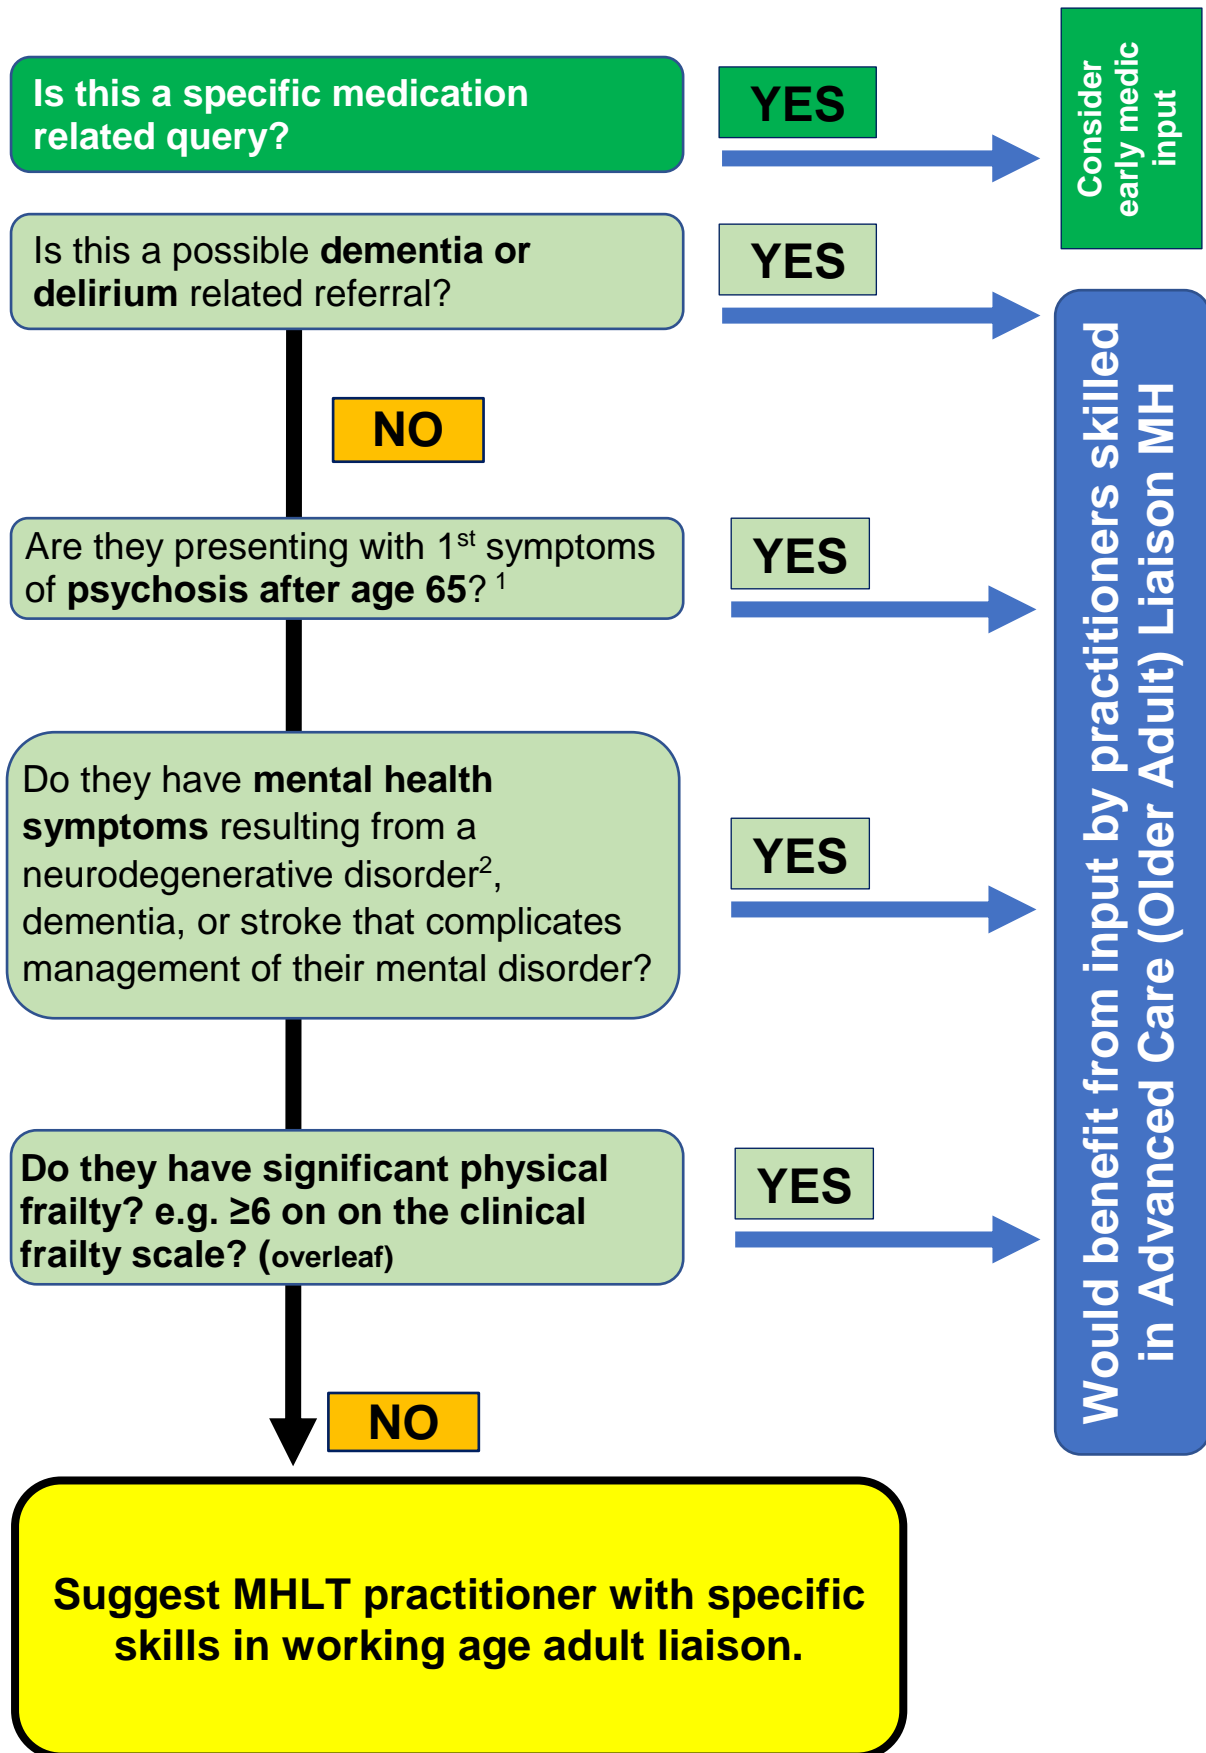 Is this a specific medication
related query?
YES
Consider
early medic
input
Is this a possible dementia or
delirium related referral?
YES
NO
Are they presenting with 1st symptoms
of psychosis after age 65? 1
YES
Do they have mental health
symptoms resulting from a
neurodegenerative disorder2,
dementia, or stroke that complicates
management of their mental disorder?
YES
Do they have significant physical
frailty? e.g. ≥6 on on the clinical
frailty scale? (overleaf)
YES
Would benefit from input by practitioners skilled
in Advanced Care (Older Adult) Liaison MH
NO
Suggest MHLT practitioner with specific
skills in working age adult liaison.